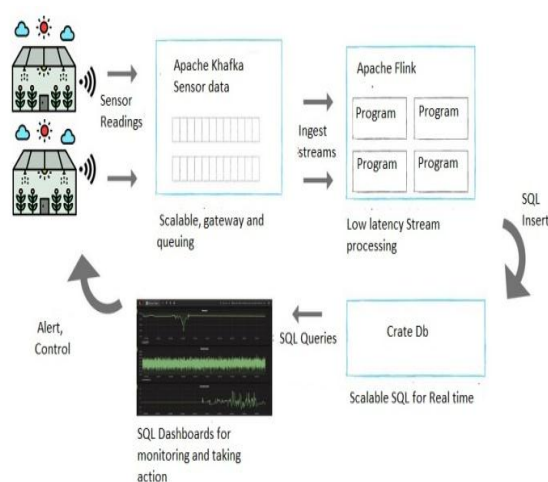 Sensor
Readings
Apache Khafka
Sensor data
Scalable, gateway and
queuing
Ingest
streams
Apache Flink
Program
Program
Program
Program
Low latency Stream
processing
SQL
Insert
Crate Db
Scalable SQL for Real time
SQL Queries
SQL Dashboards for
monitoring and taking
action
Alert,
Control